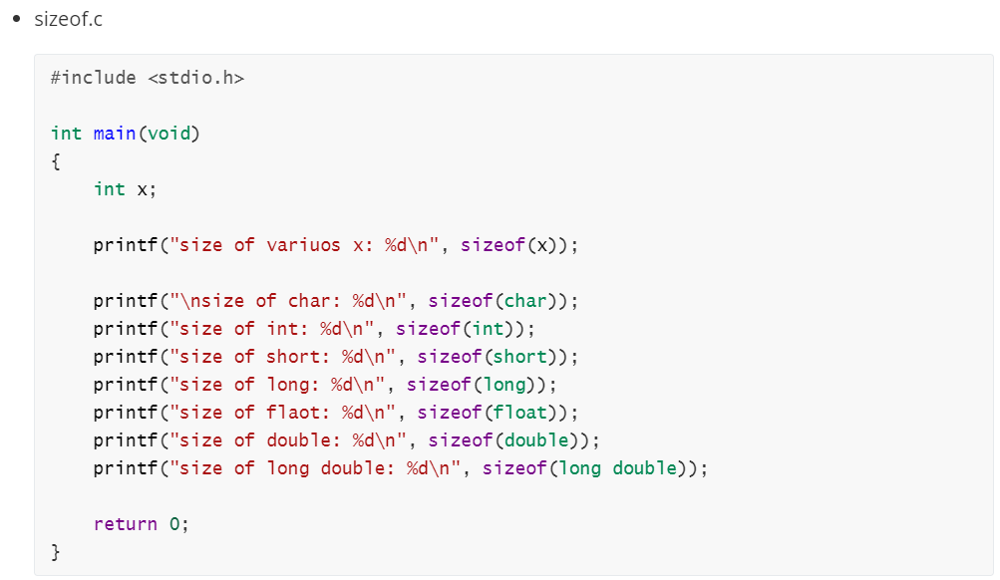 sizeof.c
#include <stdio.h>
int main(void)
{
int x;
printf("size of variuos x: %d\n", sizeof(x));
printf("\nsize of char: %d\n", sizeof(char));
printf("size of int: %d\n", sizeof(int));
printf("size of short: %d\n", sizeof(short));
printf("size of long: %d\n", sizeof(long));
printf("size of flaot: %d\n", sizeof(float));
printf("size of double: %d\n", sizeof(double));
printf("size of long double: %d\n", sizeof(long double));
return 0;
}